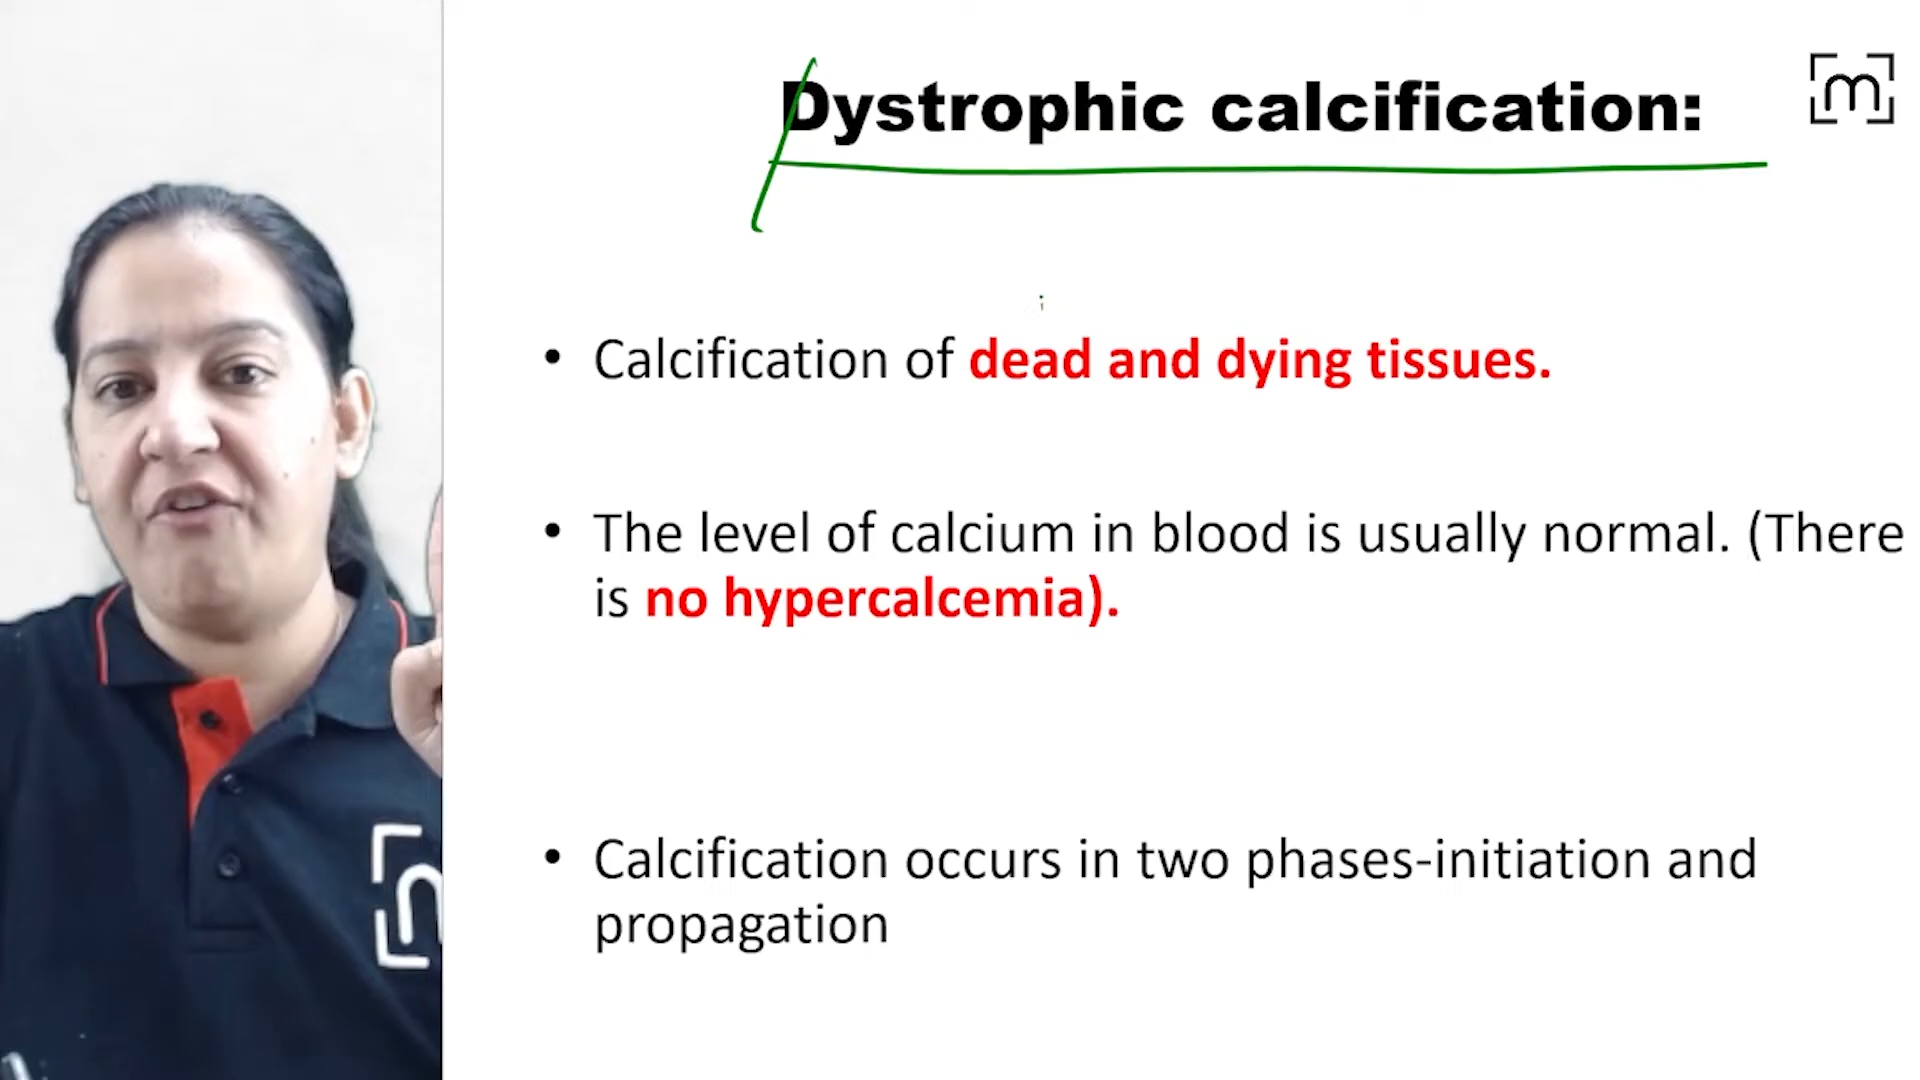 Dystrophic calcification:
m
• Calcification of dead and dying tissues.
• The level of calcium in blood is usually normal. (There
is no hypercalcemia).
• Calcification occurs in two phases-initiation and
propagation